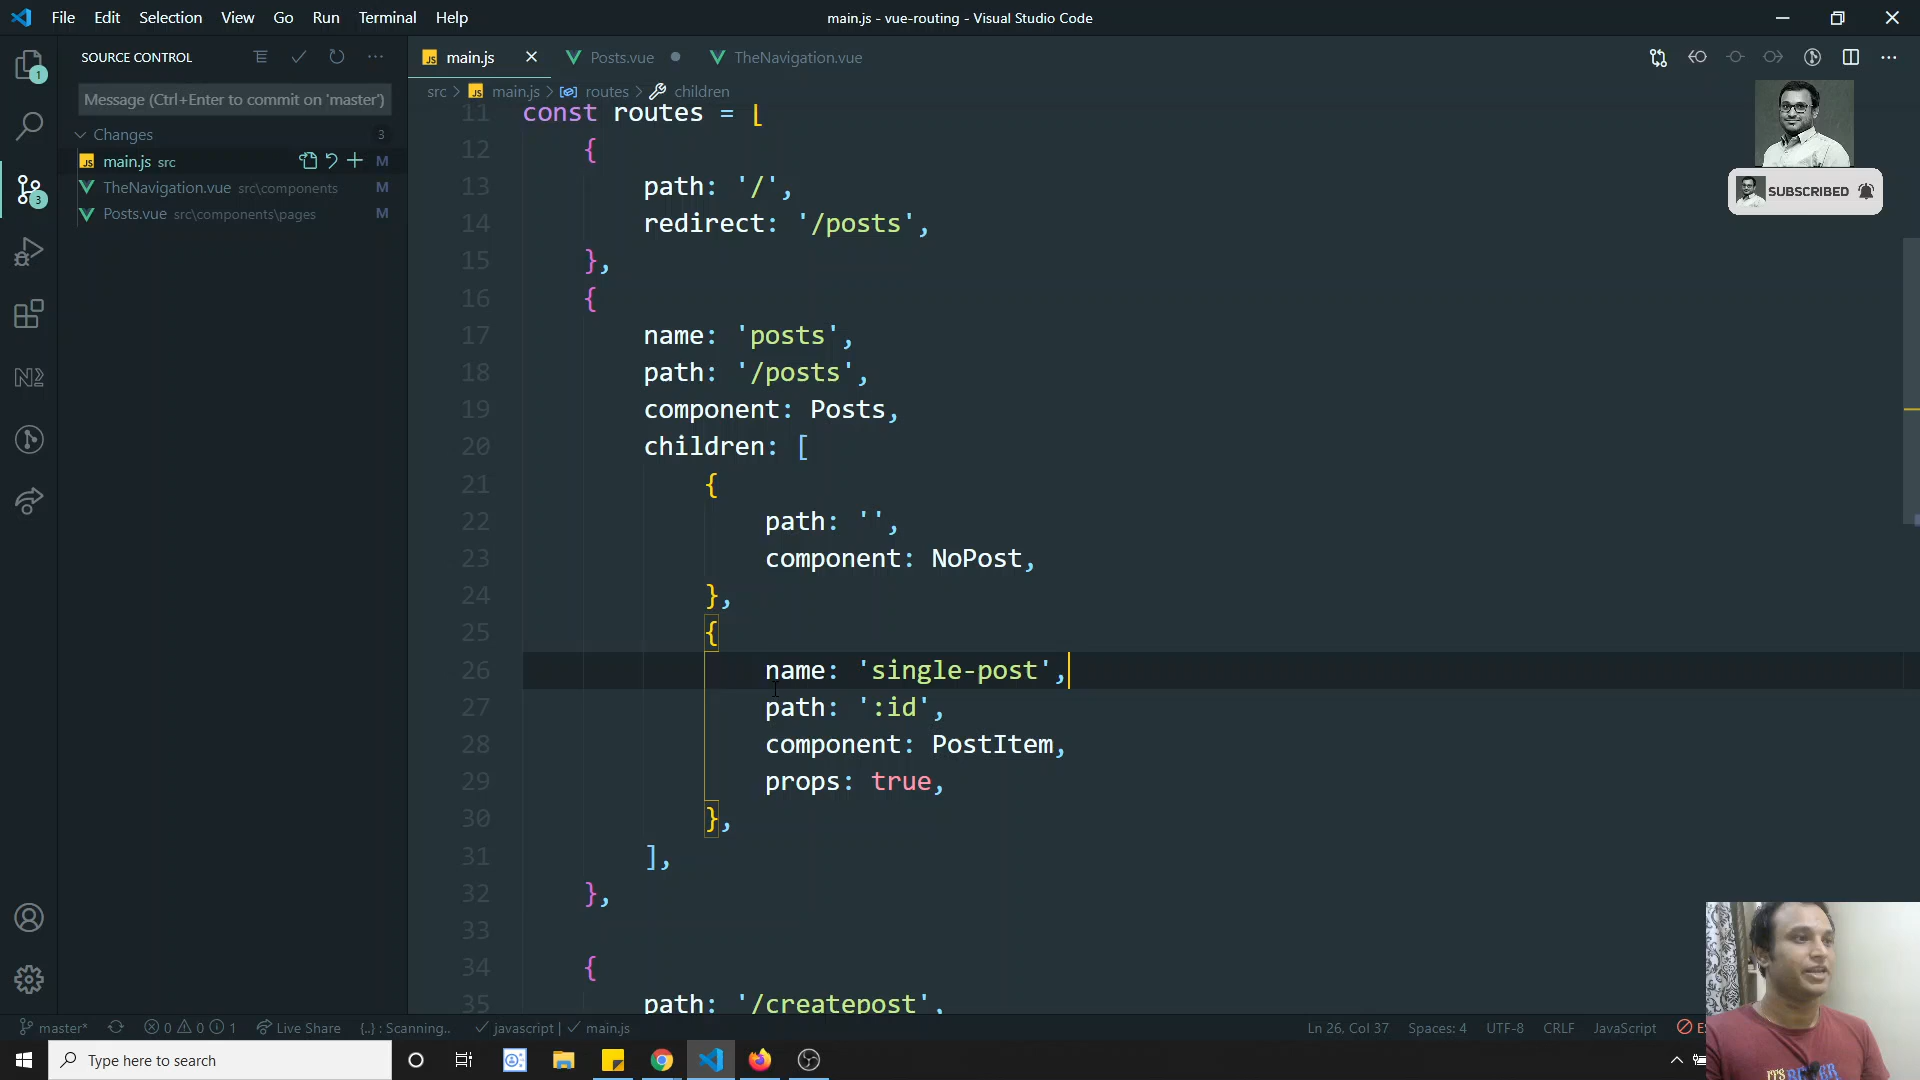 File Edit Selection View Go Run Terminal Help
main.js - vue-routing - Visual Studio Code
SOURCE CONTROL
main.js
Posts.vue
TheNavigation.vue
src > main.js > routes > children
Message (Ctrl+Enter to commit on 'master')
Changes 3
main.js src M
TheNavigation.vue src\components M
Posts.vue src\components\pages M
1
3
11 const routes = [
12 {
13 path: '/',
14 redirect: '/posts',
15 },
16 {
17 name: 'posts',
18 path: '/posts',
19 component: Posts,
20 children: [
21 {
22 path: '',
23 component: NoPost,
24 },
25 {
26 name: 'single-post',
27 path: ':id',
28 component: PostItem,
29 props: true,
30 },
31 ],
32 },
33
34 {
35 path: '/createpost',
SUBSCRIBED
master* 0 0 1 Live Share {..} : Scanning.. javascript | main.js
Ln 26, Col 37 Spaces: 4 UTF-8 CRLF JavaScript
Type here to search
IT'S